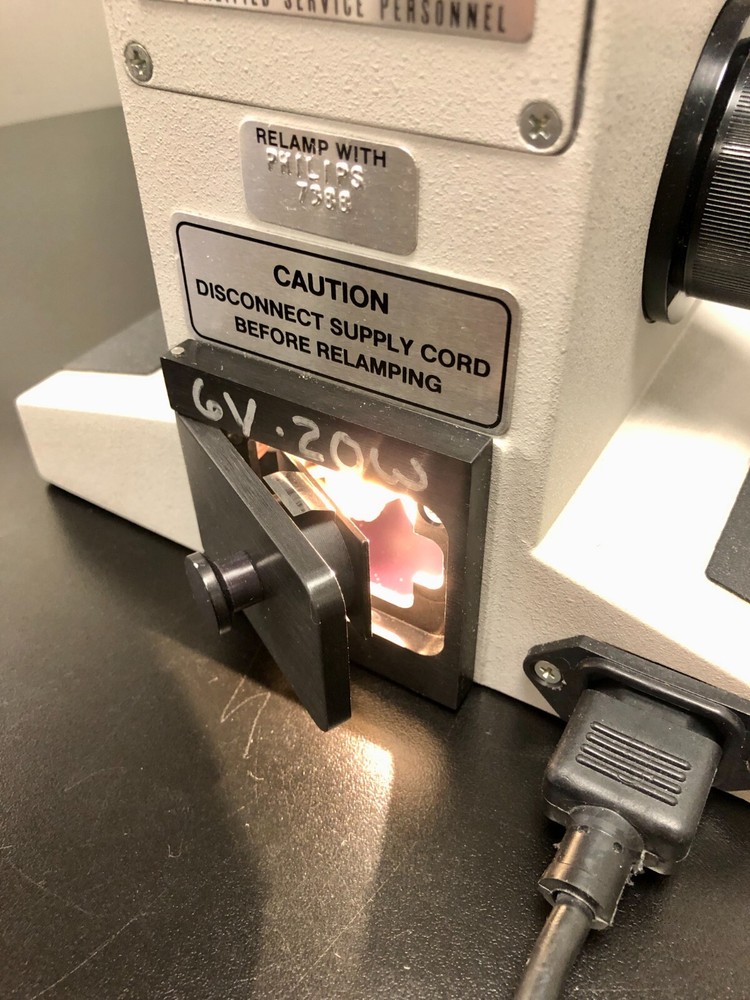 SERVICE PERSONNEL
RELAMP WITH
PHILIPS
7388
CAUTION
DISCONNECT SUPPLY CORD
BEFORE RELAMPING
6V.20W